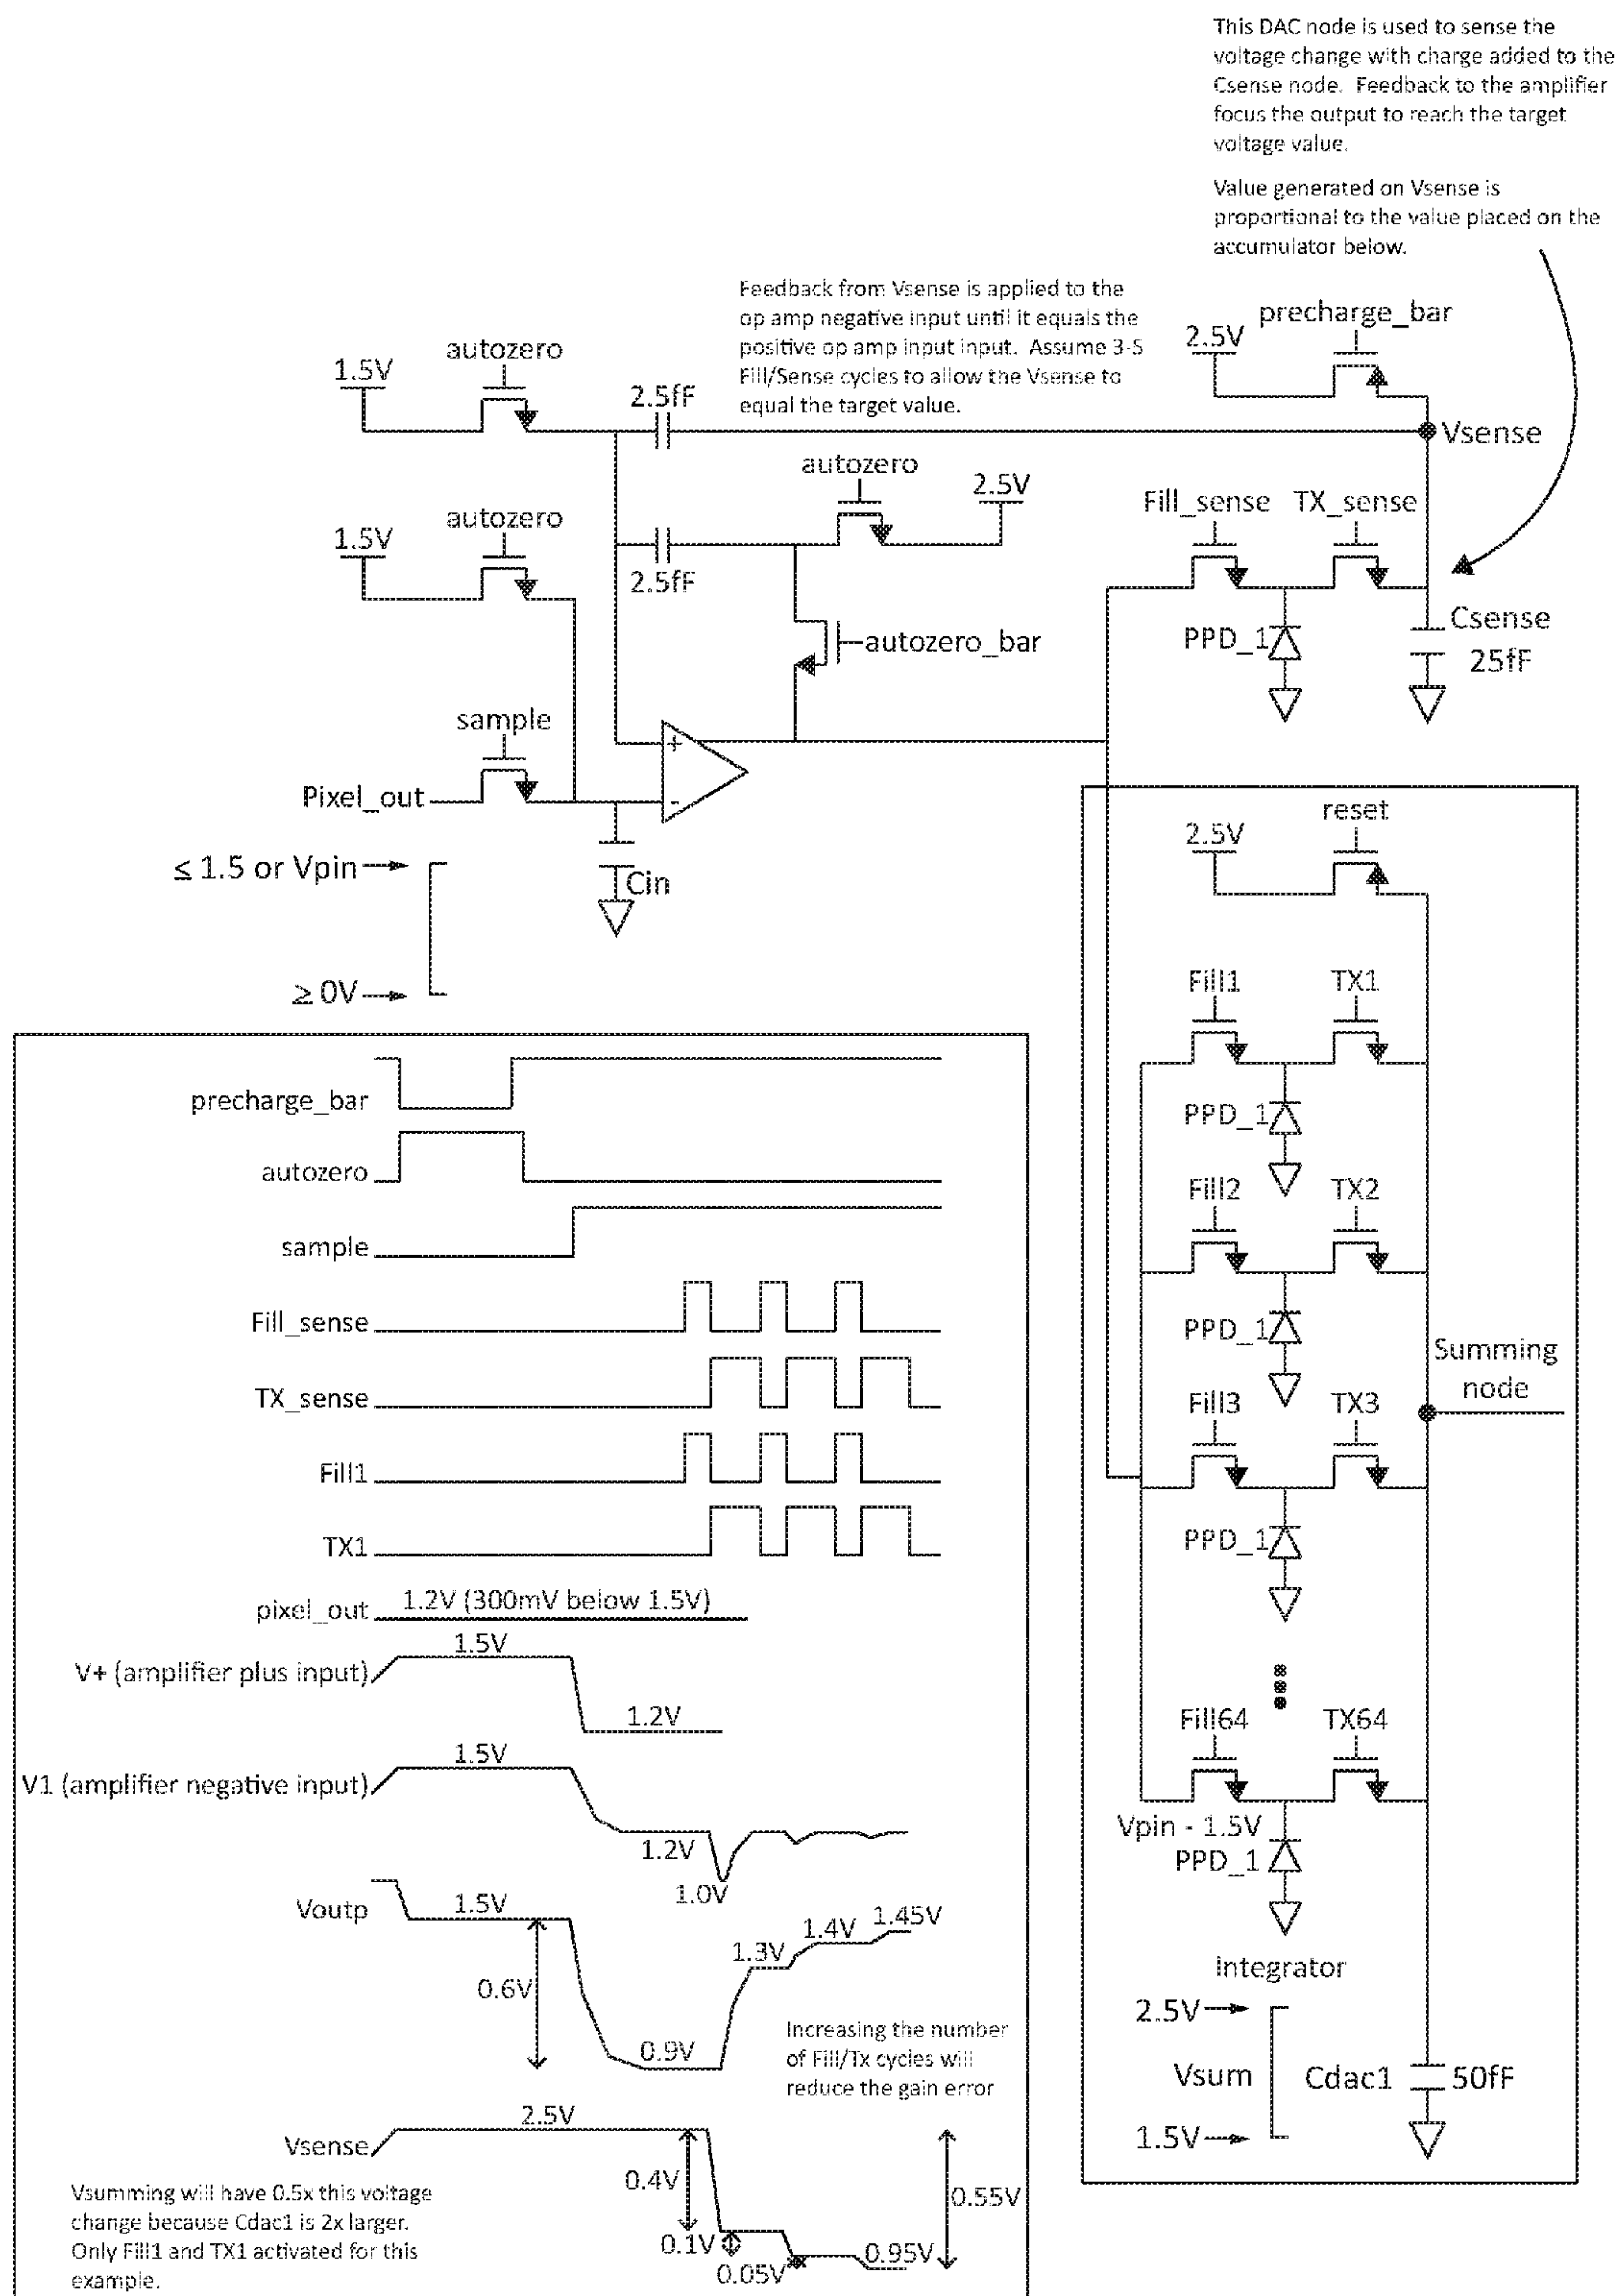 This DAC node is used to sense the
voltage change with charge added to the
Csense node. Feedback to the amplifier
focus the output to reach the target
voltage value.
Value generated on Vsense is
proportional to the value placed on the
accumulator below.
Feedback from Vsense is applied to the
op amp negative input until it equals the
positive op amp input input. Assume 3-5
Fill/Sense cycles to allow the Vsense to
equal the target value.
precharge_bar
2.5V
autozero
1.5V
2.5fF
Vsense
autozero
2.5V
Fill_sense
TX_sense
autozero
1.5V
2.5fF
autozero_bar
PPD_1
Csense
25fF
sample
+
Pixel_out
-
≤ 1.5 or Vpin
Cin
≥ 0V
reset
2.5V
Fill1
TX1
PPD_1
Fill2
TX2
PPD_1
Summing
node
Fill3
TX3
PPD_1
Fill64
TX64
Vpin - 1.5V
PPD_1
integrator
2.5V
Vsum
Cdac1
50fF
1.5V
precharge_bar
autozero
sample
Fill_sense
TX_sense
Fill1
TX1
pixel_out
1.2V (300mV below 1.5V)
V+ (amplifier plus input)
1.5V
1.2V
V1 (amplifier negative input)
1.5V
1.2V
1.0V
Voutp
1.5V
0.6V
0.9V
1.3V
1.4V
1.45V
Increasing the number
of Fill/Tx cycles will
reduce the gain error
Vsense
2.5V
0.4V
0.1V
0.05V
0.95V
0.55V
Vsumming will have 0.5x this voltage
change because Cdac1 is 2x larger.
Only Fill1 and TX1 activated for this
example.